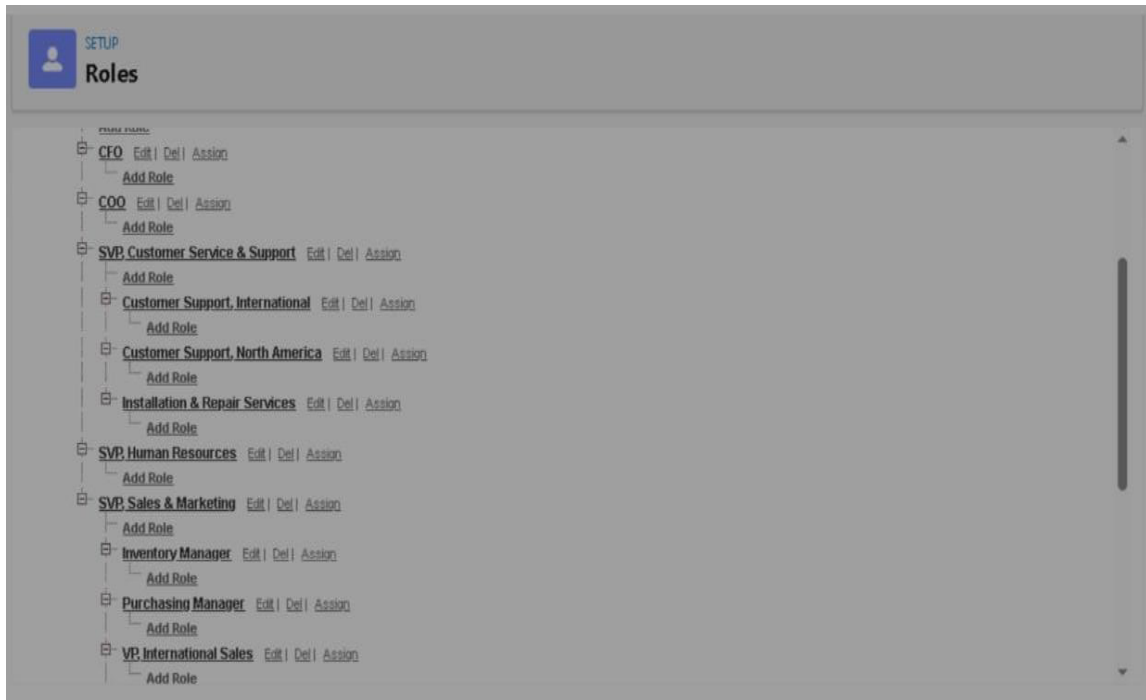 SETUP
Roles
Add Role
CFO Edit | Del | Assign
Add Role
COO Edit | Del | Assign
Add Role
SVP, Customer Service & Support Edit | Del | Assign
Add Role
Customer Support, International Edit | Del | Assign
Add Role
Customer Support, North America Edit | Del | Assign
Add Role
Installation & Repair Services Edit | Del | Assign
Add Role
SVP, Human Resources Edit | Del | Assign
Add Role
SVP, Sales & Marketing Edit | Del | Assign
Add Role
Inventory Manager Edit | Del | Assign
Add Role
Purchasing Manager Edit | Del | Assign
Add Role
VP, International Sales Edit | Del | Assign
Add Role